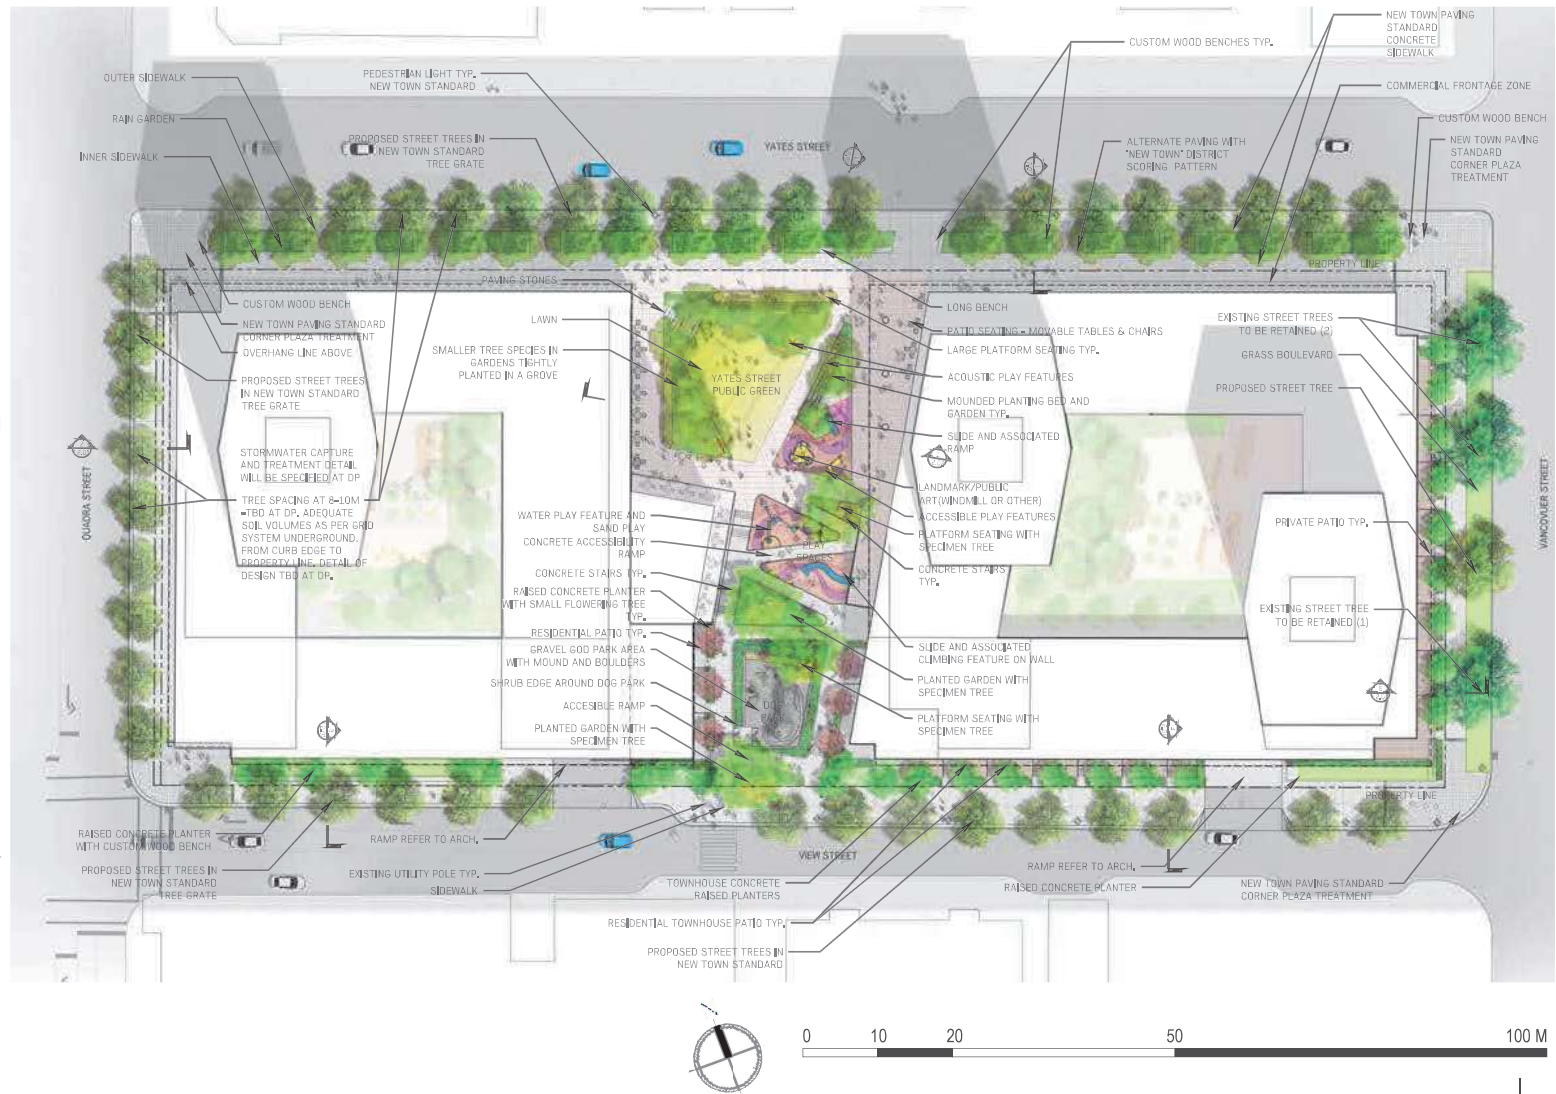 NEW TOWN PAVING
STANDARD
CONCRETE
SIDEWALK
CUSTOM WOOD BENCHES TYP.
OUTER SIDEWALK
PEDESTRIAN LIGHT TYP.
NEW TOWN STANDARD
COMMERCIAL FRONTAGE ZONE
RAIN GARDEN
CUSTOM WOOD BENCH
PROPOSED STREET TREES IN
NEW TOWN STANDARD
TREE GRATE
YATES STREET
ALTERNATE PAVING WITH
"NEW TOWN" DISTRICT
SCORING PATTERN
NEW TOWN PAVING
STANDARD
CORNER PLAZA
TREATMENT
INNER SIDEWALK
PROPERTY LINE
PAVING STONES
CUSTOM WOOD BENCH
NEW TOWN PAVING STANDARD
CORNER PLAZA TREATMENT
OVERHANG LINE ABOVE
PROPOSED STREET TREES
IN NEW TOWN STANDARD
TREE GRATE
LAWN
SMALLER TREE SPECIES IN
GARDENS TIGHTLY
PLANTED IN A GROVE
YATES STREET
PUBLIC GREEN
LONG BENCH
PATIO SEATING - MOVABLE TABLES & CHAIRS
LARGE PLATFORM SEATING TYP.
ACOUSTIC PLAY FEATURES
MOUNDED PLANTING BED AND
GARDEN TYP.
SLIDE AND ASSOCIATED
RAMP
EXISTING STREET TREES
TO BE RETAINED (2)
GRASS BOULEVARD
PROPOSED STREET TREE
STORMWATER CAPTURE
AND TREATMENT DETAIL
WILL BE SPECIFIED AT DP
TREE SPACING AT 8-10M
-TBD AT DP. ADEQUATE
SOIL VOLUMES AS PER GRID
SYSTEM UNDERGROUND.
FROM CURB EDGE TO
PROPERTY LINE. DETAIL OF
DESIGN TBD AT DP.
QUADRA STREET
LANDMARK/PUBLIC
ART(WINDMILL OR OTHER)
ACCESSIBLE PLAY FEATURES
PLATFORM SEATING WITH
SPECIMEN TREE
CONCRETE STAIRS
TYP.
PRIVATE PATIO TYP.
VANCOVUER STREET
WATER PLAY FEATURE AND
SAND PLAY
CONCRETE ACCESSIBILITY
RAMP
CONCRETE STAIRS TYP.
RAISED CONCRETE PLANTER
WITH SMALL FLOWERING TREE
TYP.
RESIDENTIAL PATIO TYP.
GRAVEL GOD PARK AREA
WITH MOUND AND BOULDERS
SHRUB EDGE AROUND DOG PARK
ACCESIBLE RAMP
PLANTED GARDEN WITH
SPECIMEN TREE
PLAY
SPACES
DOG
PARK
EXISTING STREET TREE
TO BE RETAINED (1)
SLIDE AND ASSOCIATED
CLIMBING FEATURE ON WALL
PLANTED GARDEN WITH
SPECIMEN TREE
PLATFORM SEATING WITH
SPECIMEN TREE
PROPERTY LINE
RAISED CONCRETE PLANTER
WITH CUSTOM WOOD BENCH
PROPOSED STREET TREES IN
NEW TOWN STANDARD
TREE GRATE
RAMP REFER TO ARCH.
EXISTING UTILITY POLE TYP.
SIDEWALK
VIEW STREET
TOWNHOUSE CONCRETE
RAISED PLANTERS
RESIDENTIAL TOWNHOUSE PATIO TYP.
PROPOSED STREET TREES IN
NEW TOWN STANDARD
RAMP REFER TO ARCH.
RAISED CONCRETE PLANTER
NEW TOWN PAVING STANDARD
CORNER PLAZA TREATMENT
0 10 20 50 100 M